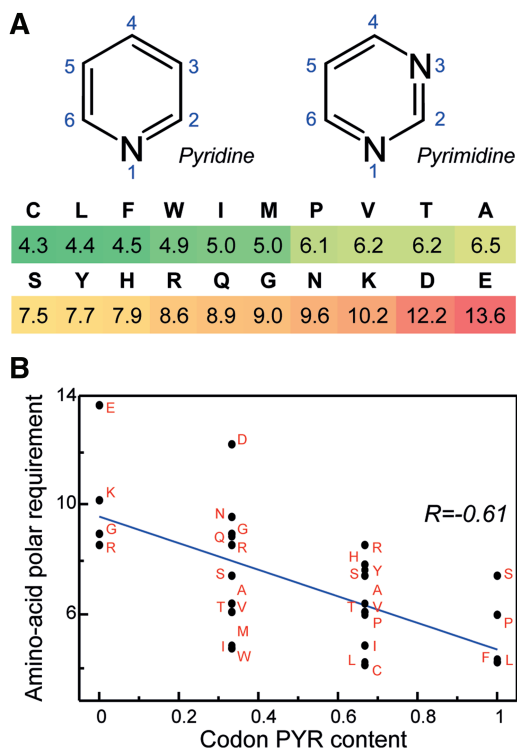 A
4
5 3
6 2
N
1
Pyridine
4
5 N 3
6 2
N
1
Pyrimidine
C L F W I M P V T A
4.3 4.4 4.5 4.9 5.0 5.0 6.1 6.2 6.2 6.5
S Y H R Q G N K D E
7.5 7.7 7.9 8.6 8.9 9.0 9.6 10.2 12.2 13.6
B
Amino-acid polar requirement
14
10
6
E
K
G
R
D
N
G
Q
R
S
A
T V
M
I
W
R
H
Y
S
A
T V
P
I
L
C
S
P
F L
R=-0.61
0 0.2 0.4 0.6 0.8 1
Codon PYR content